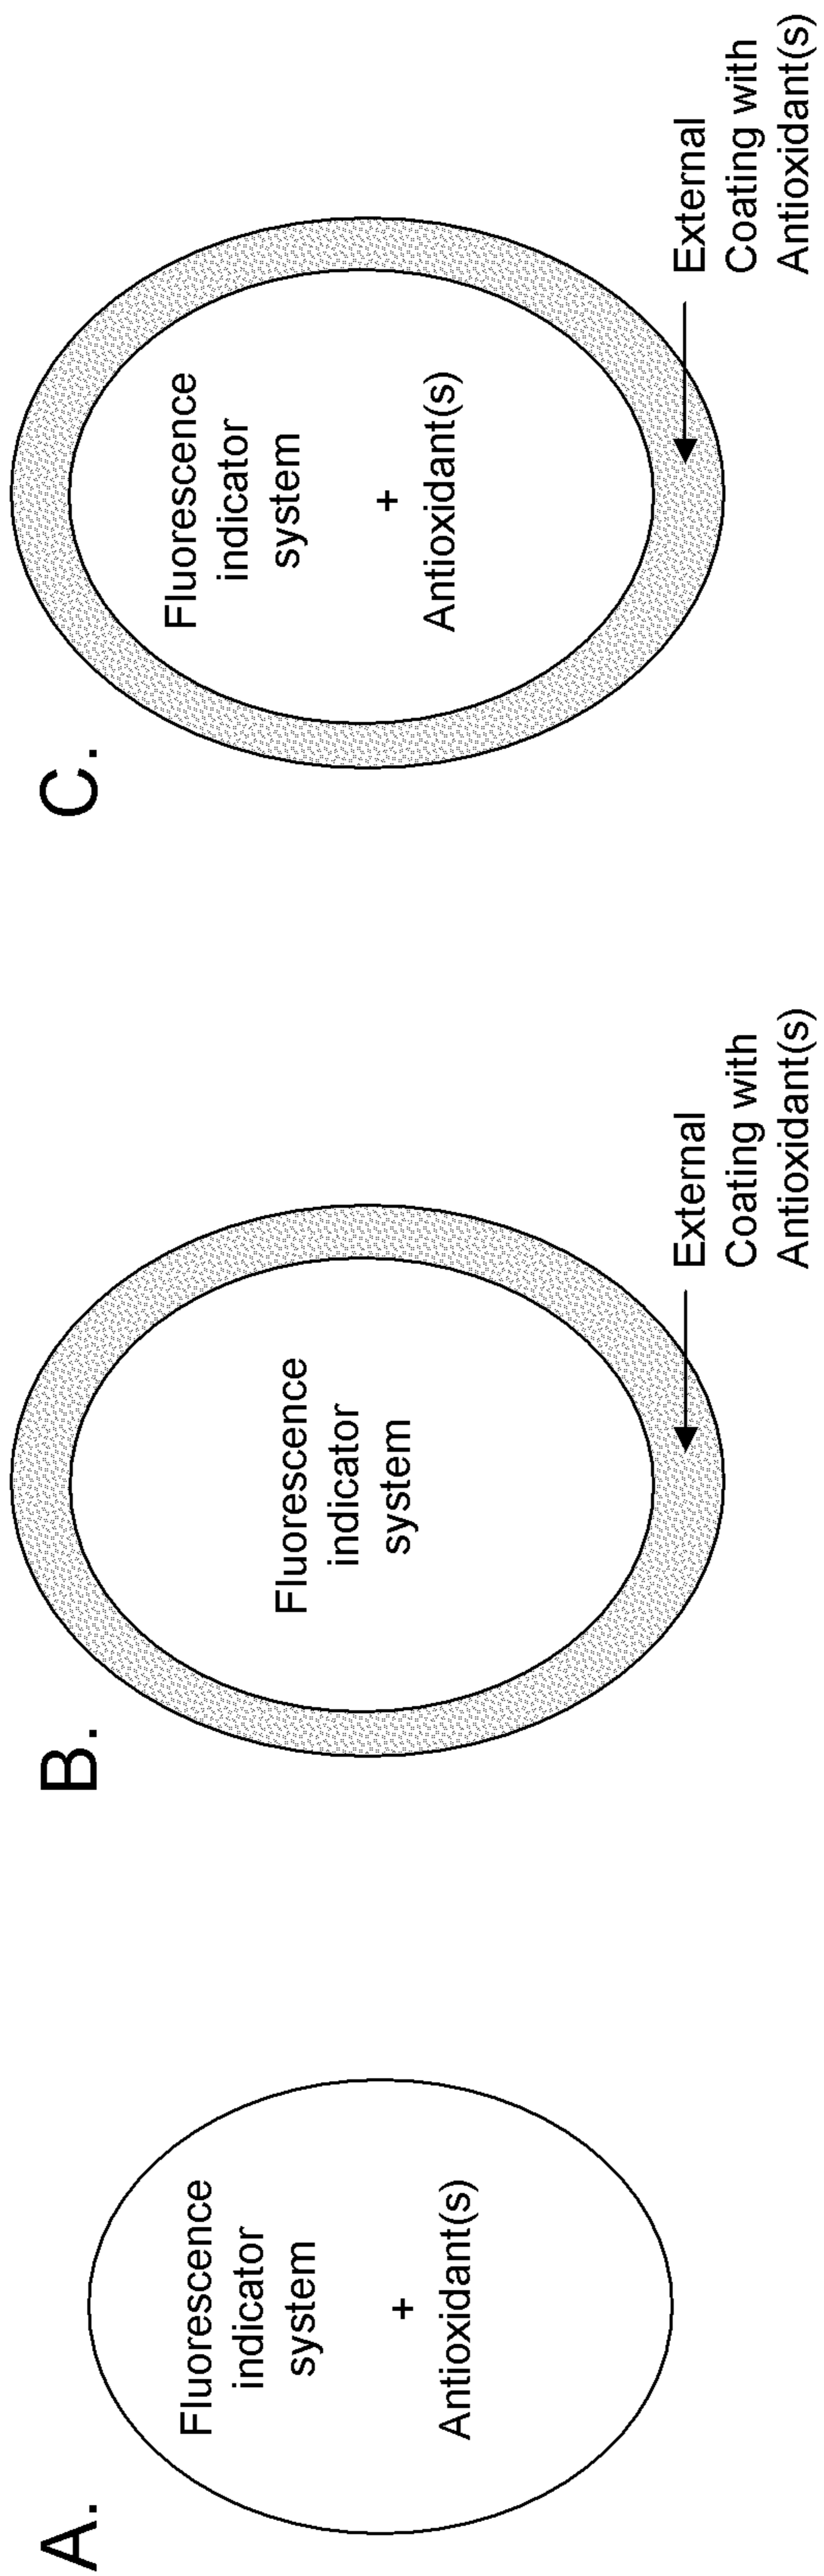 A.
Fluorescence
indicator
system
+
Antioxidant(s)
B.
Fluorescence
indicator
system
External
Coating with
Antioxidant(s)
C.
Fluorescence
indicator
system
+
Antioxidant(s)
External
Coating with
Antioxidant(s)